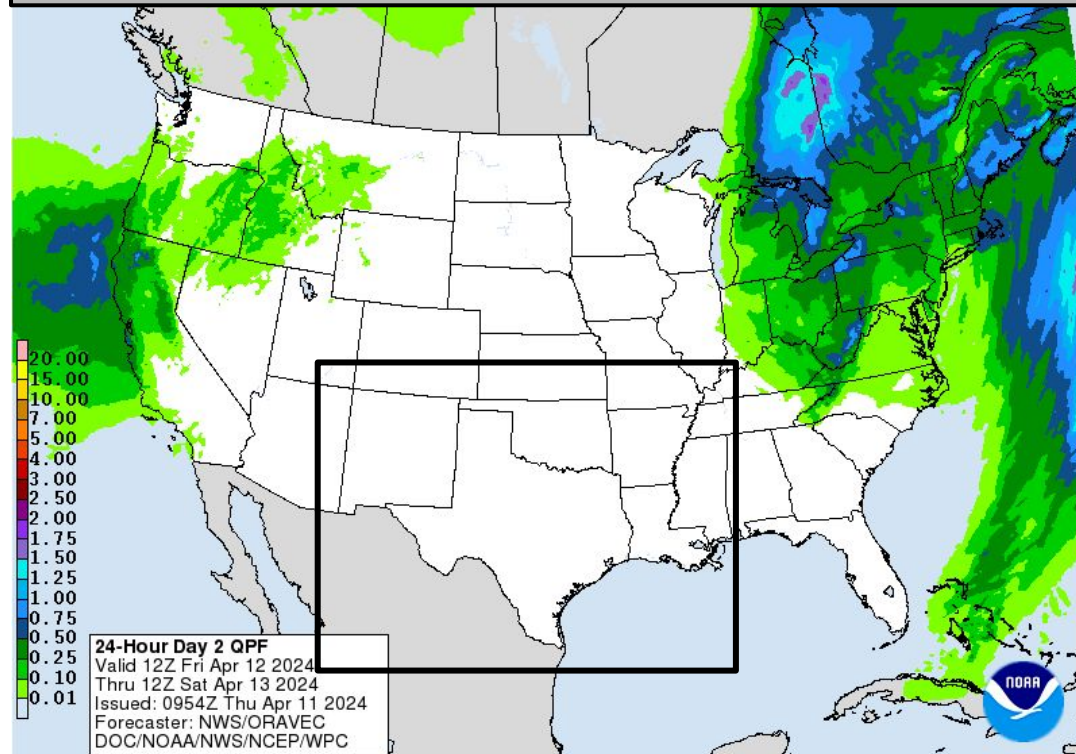 20.00
15.00
10.00
7.00
5.00
4.00
3.00
2.50
2.00
1.75
1.50
1.25
1.00
0.75
0.50
0.25
0.10
0.01
24-Hour Day 2 QPF
Valid 12Z Fri Apr 12 2024
Thru 12Z Sat Apr 13 2024
Issued: 0954Z Thu Apr 11 2024
Forecaster: NWS/ORAVEC
DOC/NOAA/NWS/NCEP/WPC
NOAA